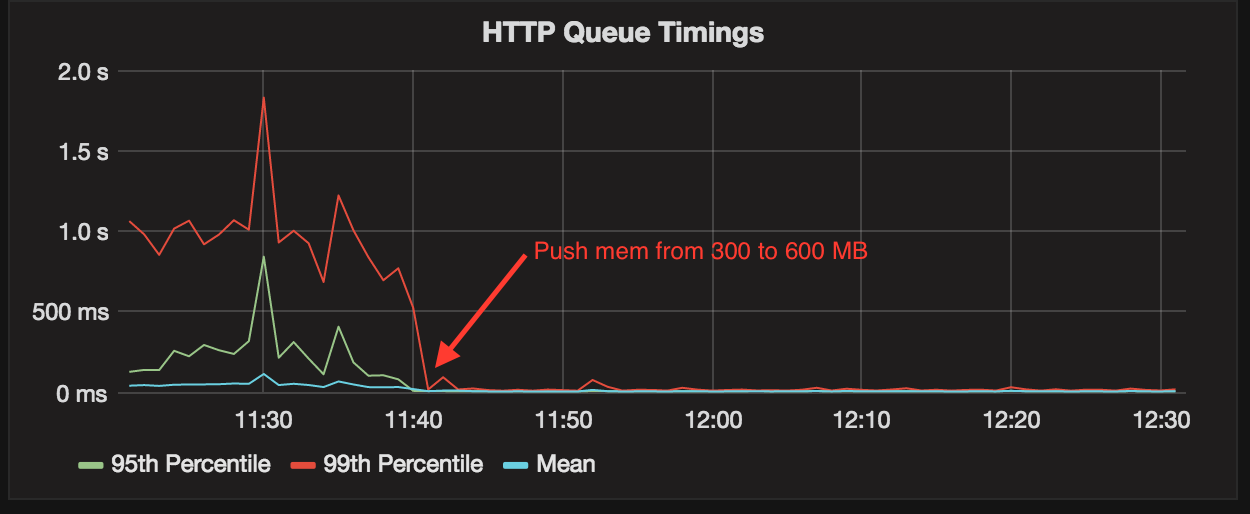 HTTP Queue Timings
2.0 s
1.5 s
1.0 s
Push mem from 300 to 600 MB
500 ms
0 ms
11:30 11:40 11:50 12:00 12:10 12:20 12:30
95th Percentile 99th Percentile Mean